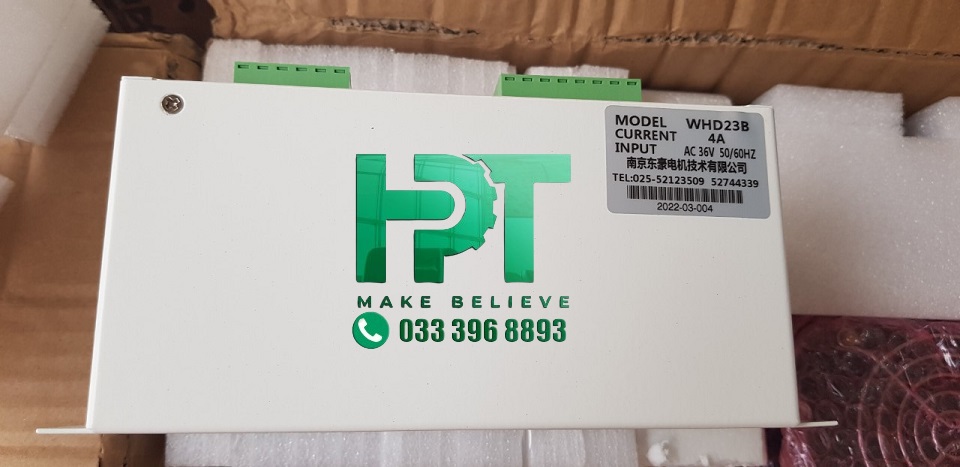 MODEL WHD23B
CURRENT 4A
INPUT AC 36V 50/60HZ
南京东豪电机技术有限公司
TEL:025-52123509 52744339
2022-03-004
HPT
MAKE BELIEVE
033 396 8893